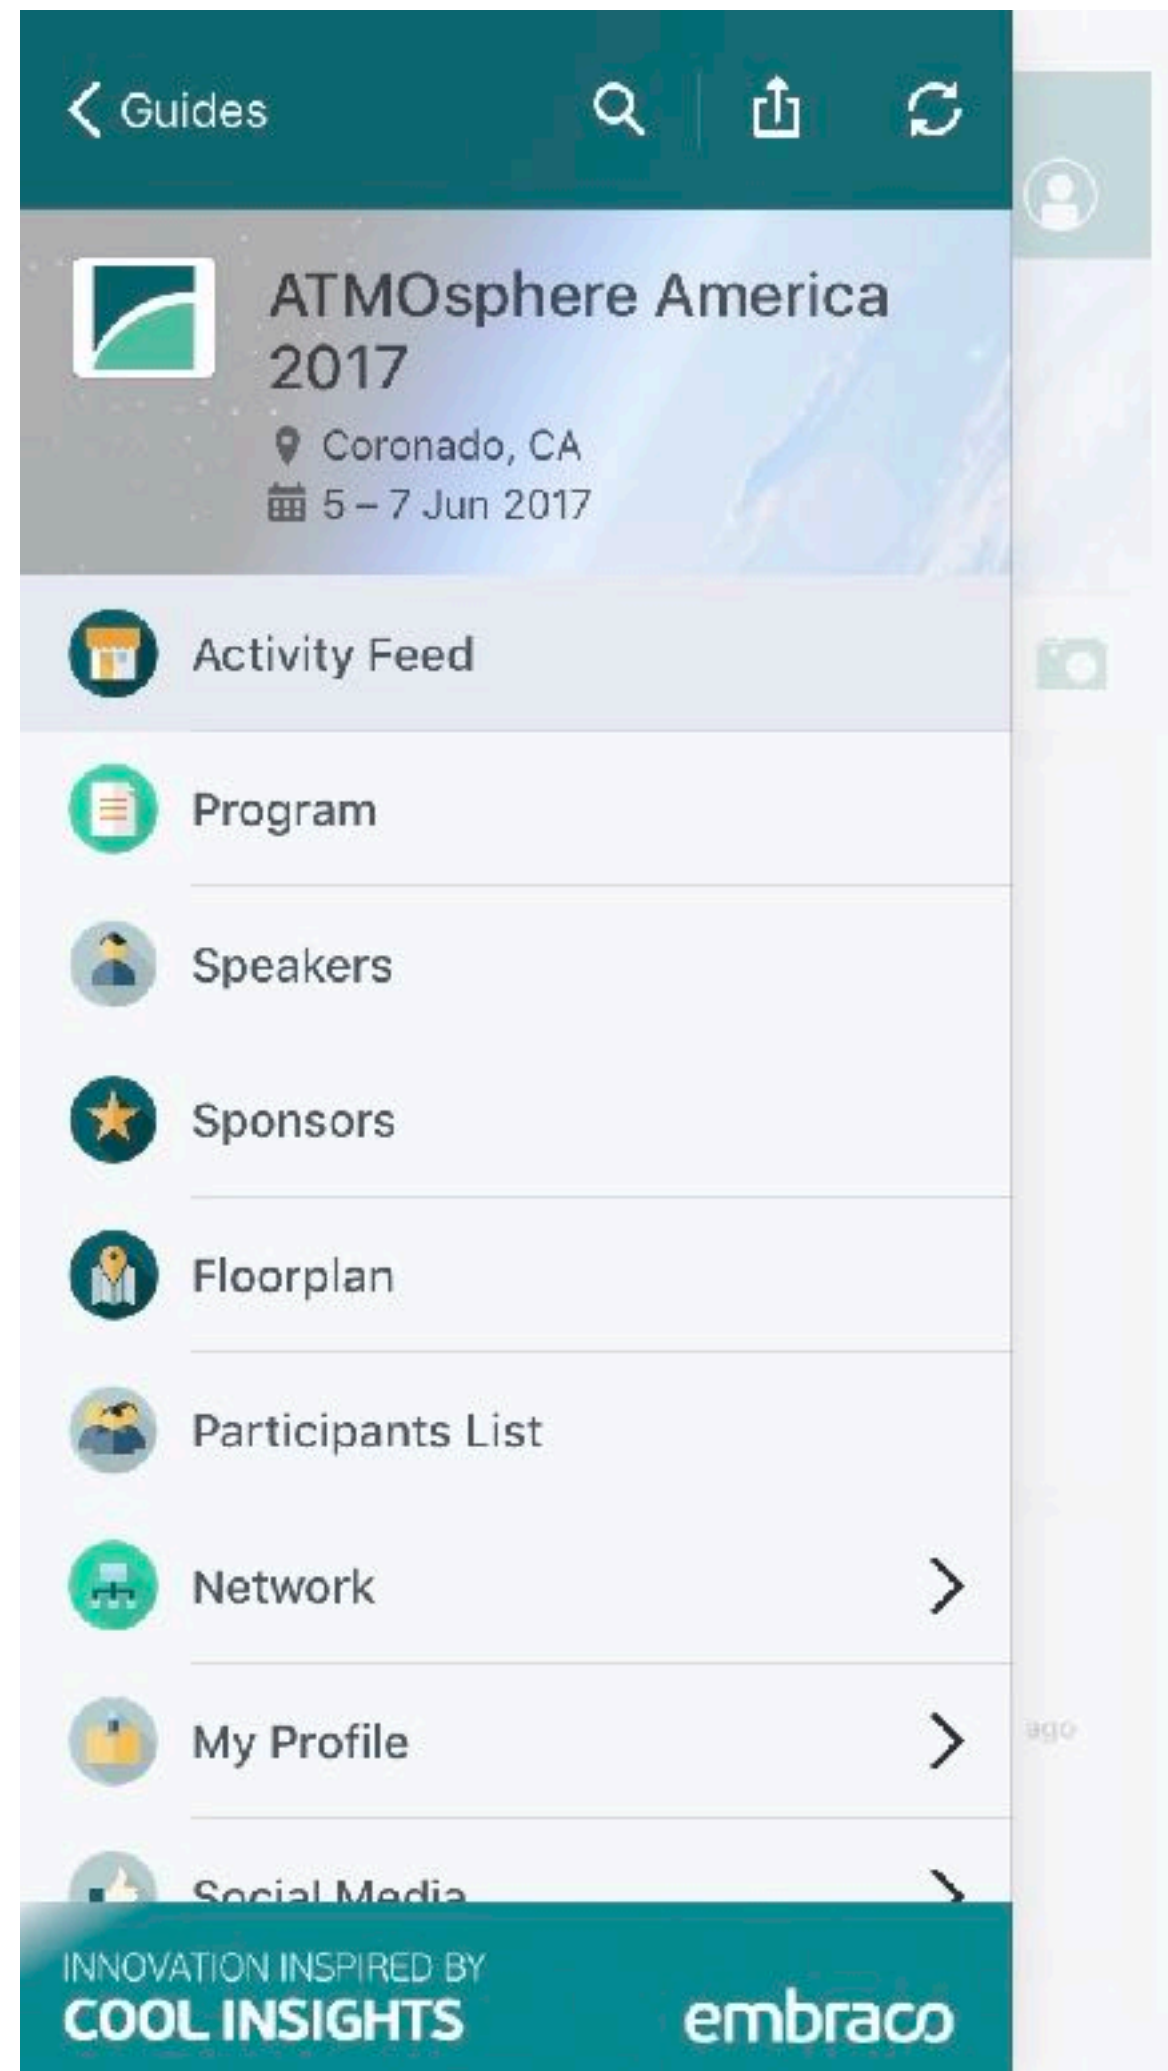 Guides
ATMOsphere America
2017
Coronado, CA
5 – 7 Jun 2017
Activity Feed
Program
Speakers
Sponsors
Floorplan
Participants List
Network
My Profile
ago
Social Media
INNOVATION INSPIRED BY
COOL INSIGHTS
embraco